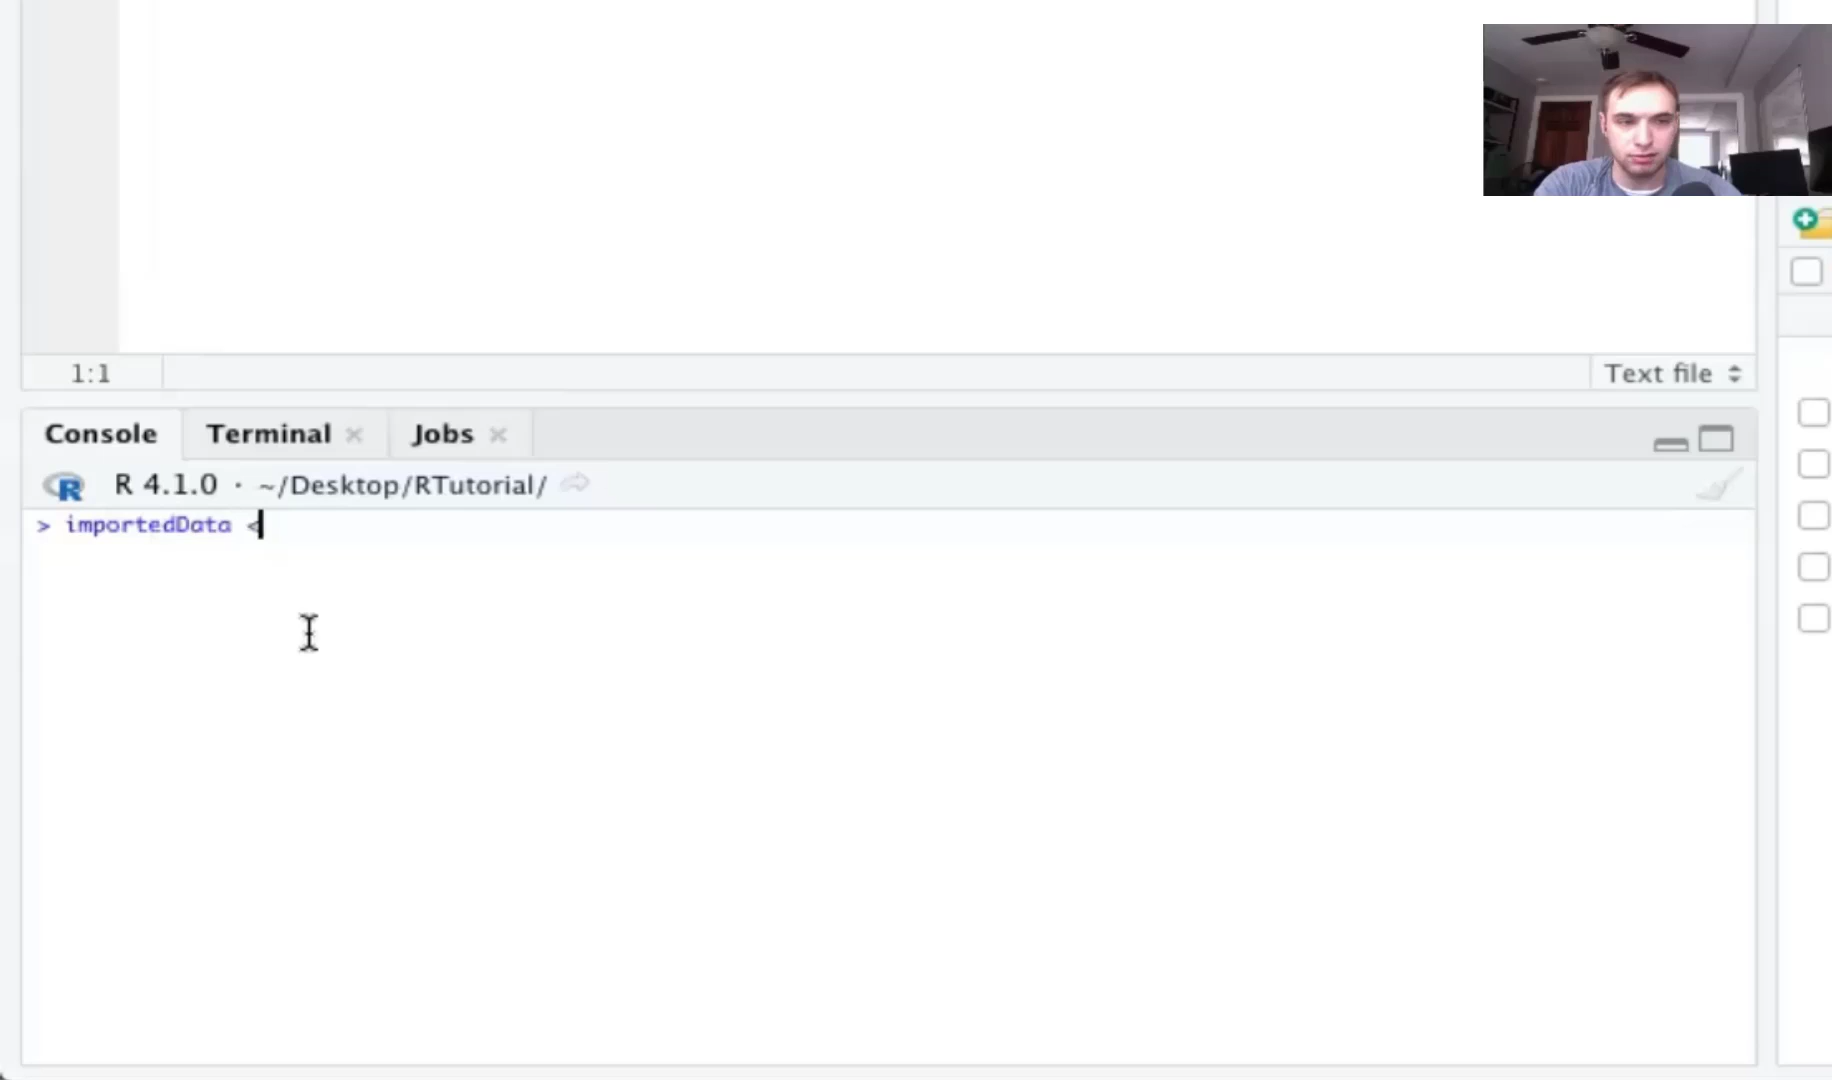 1:1
Text file
Console Terminal Jobs
R 4.1.0 · ~/Desktop/RTutorial/
> importedData <